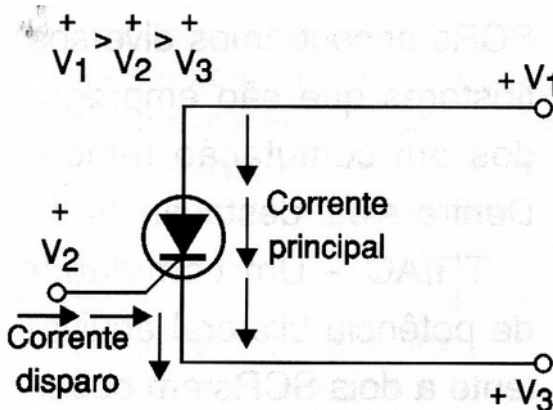 + + +
V1 > V2 > V3
+ V1
Corrente
principal
+
V2
Corrente
disparo
+ V3